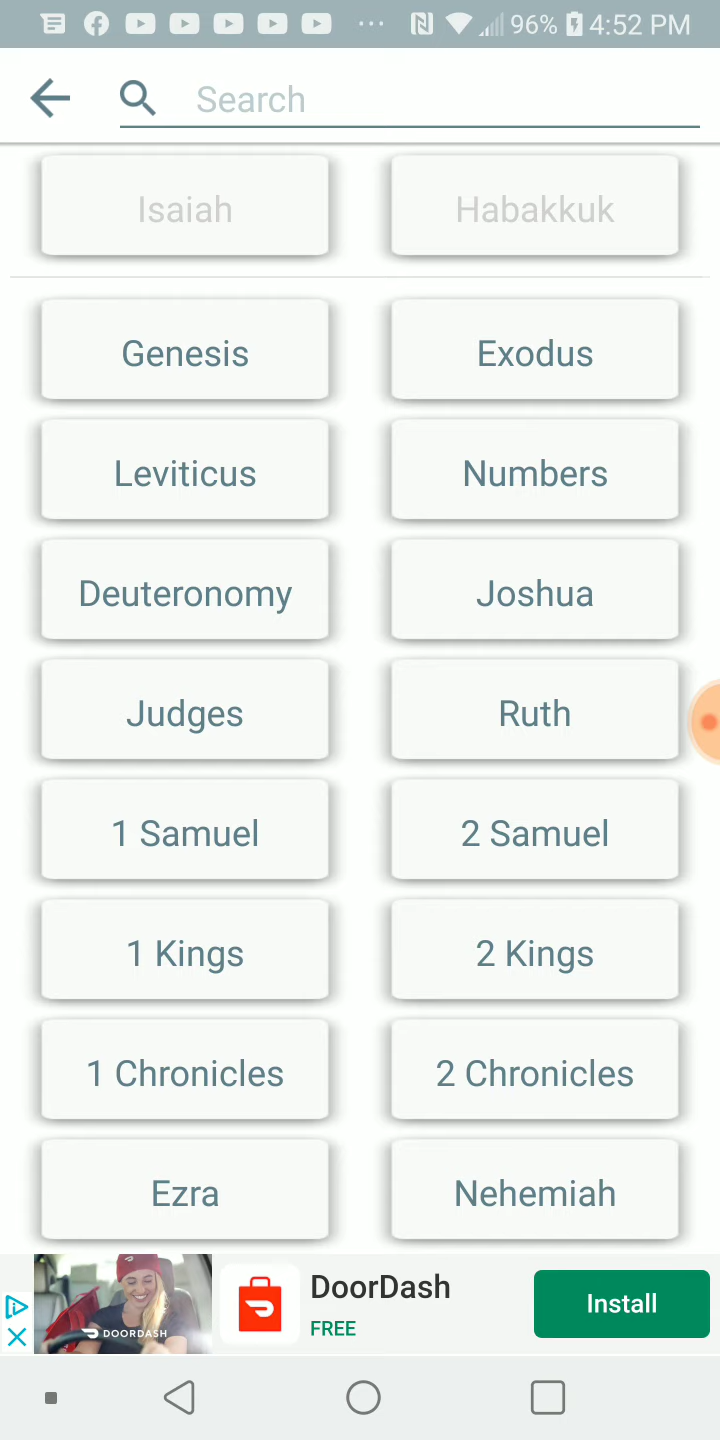 96% 4:52 PM
Search
Isaiah Habakkuk
Genesis Exodus
Leviticus Numbers
Deuteronomy Joshua
Judges Ruth
1 Samuel 2 Samuel
1 Kings 2 Kings
1 Chronicles 2 Chronicles
Ezra Nehemiah
DOORDASH
DoorDash
FREE
Install